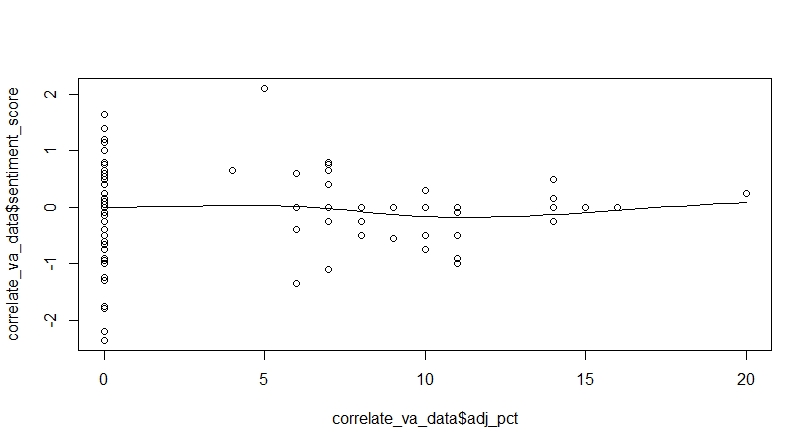 correlate_va_data$sentiment_score
2
1
0
-1
-2
0 5 10 15 20
correlate_va_data$adj_pct